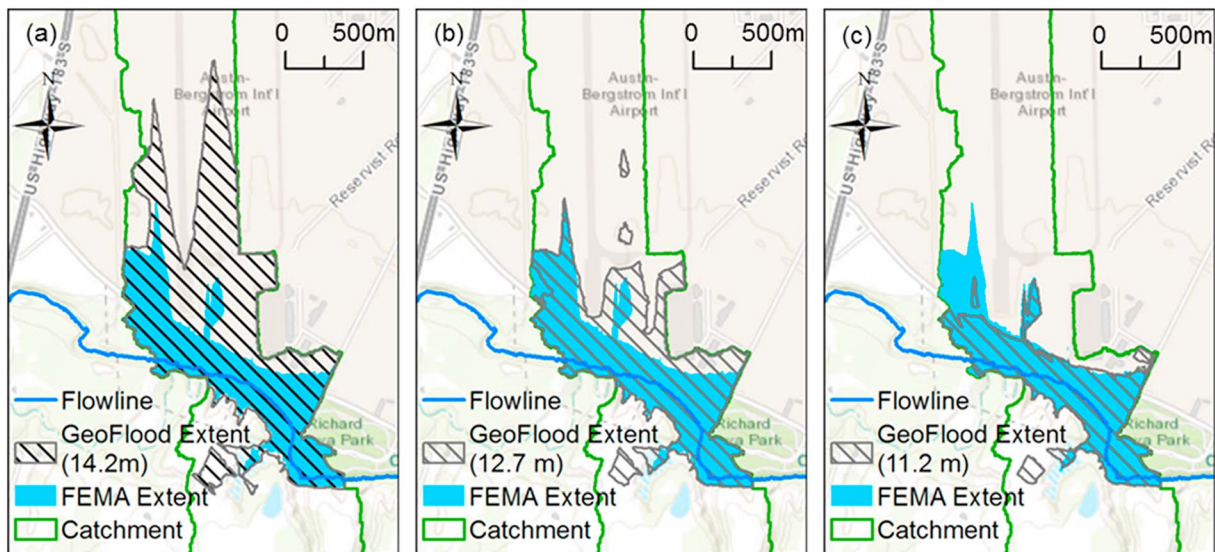 (a)
0 500m
N
Austin-
Bergstrom Int'l
Airport
US Highway 183 S
Reservist Rd
Flowline
GeoFlood Extent
(14.2m)
FEMA Extent
Catchment
Richard
Park
(b)
0 500m
N
Austin-
Bergstrom Int'l
Airport
US Highway 183 S
Reservist Rd
Flowline
GeoFlood Extent
(12.7 m)
FEMA Extent
Catchment
Richard
Park
(c)
0 500m
N
Austin-
Bergstrom Int'l
Airport
US Highway 183 S
Reservist Rd
Flowline
GeoFlood Extent
(11.2 m)
FEMA Extent
Catchment
Richard
Park